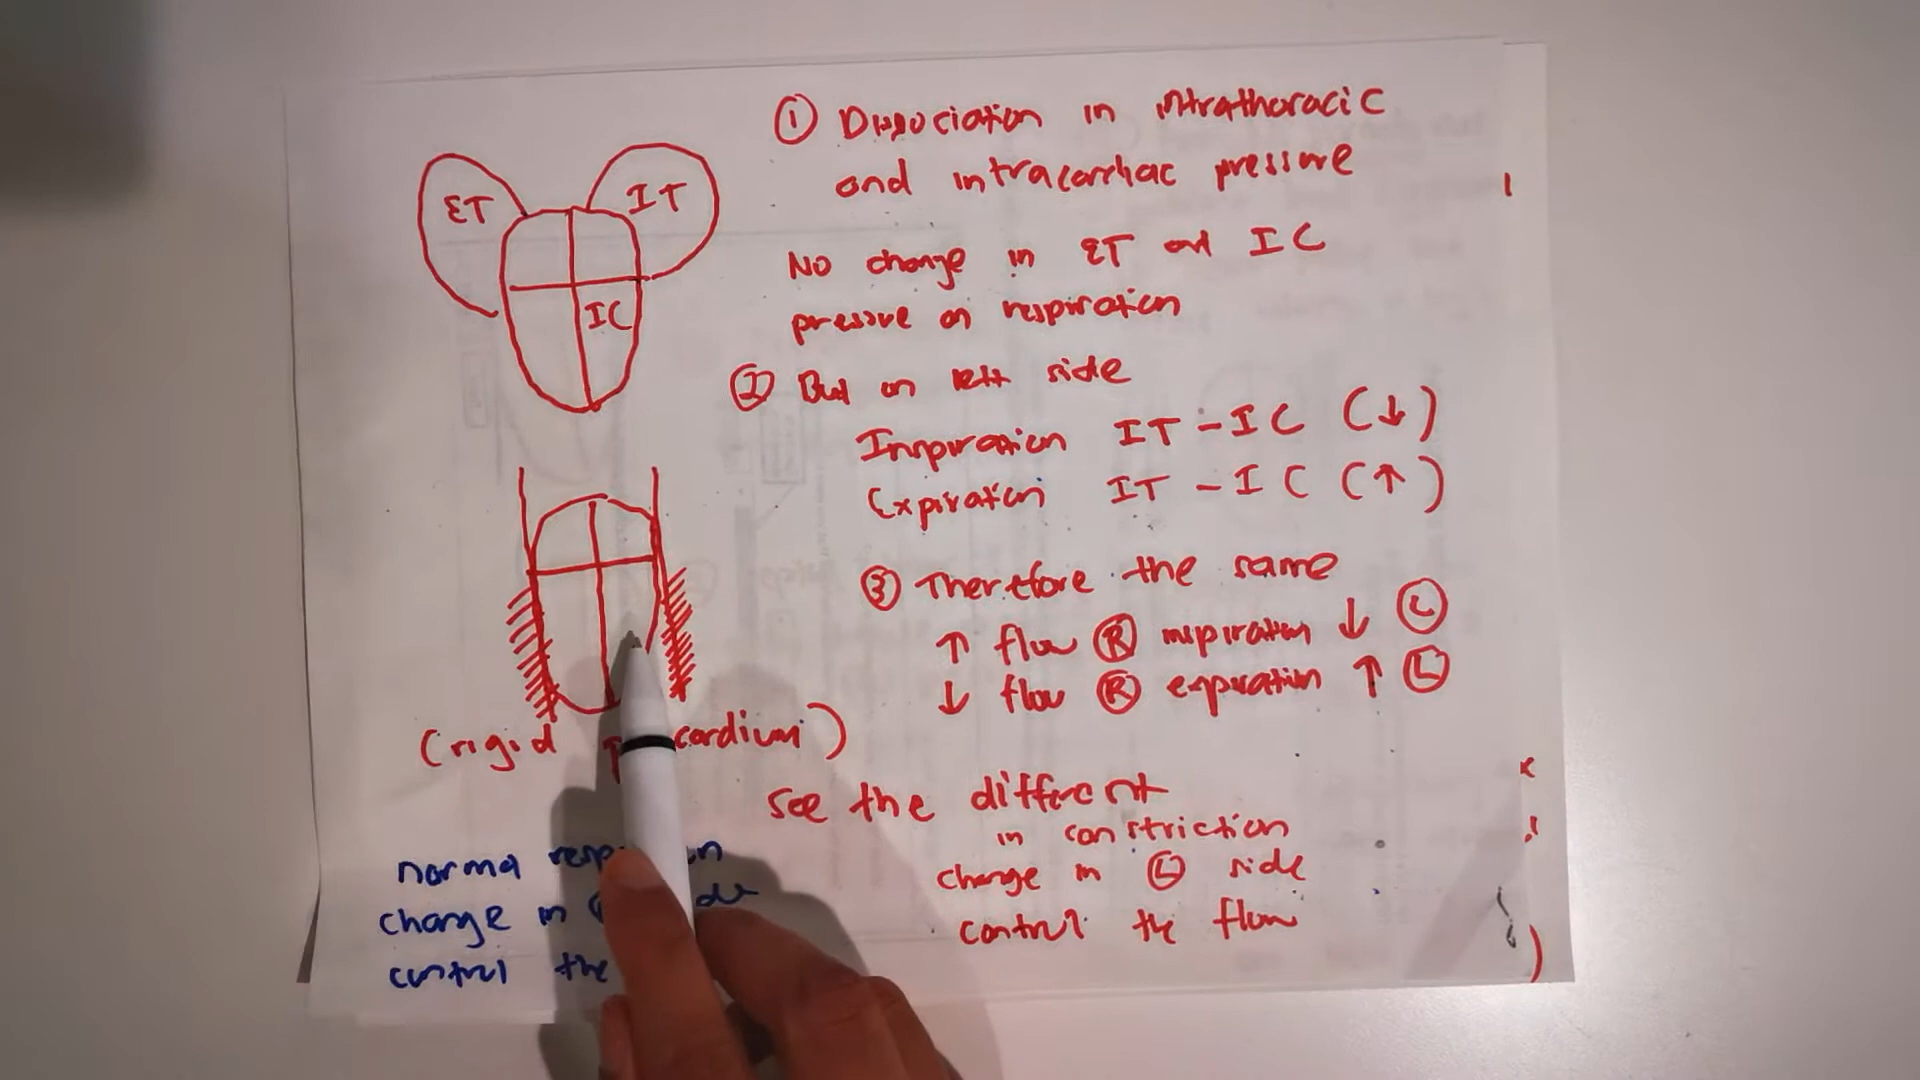 ET
IT
IC
(rigid cardium)
normal
change in
control the
① Dissociation in intrathoracic
and intracardiac pressure
No change in ET and IC
pressure on respiration
② But on left side
Inspiration IT - IC (↓)
Expiration IT - IC (↑)
③ Therefore the same
↑ flow Ⓡ inspiration ↓ Ⓛ
↓ flow Ⓡ expiration ↑ Ⓛ
See the different
in constriction
change in Ⓛ side
control the flow